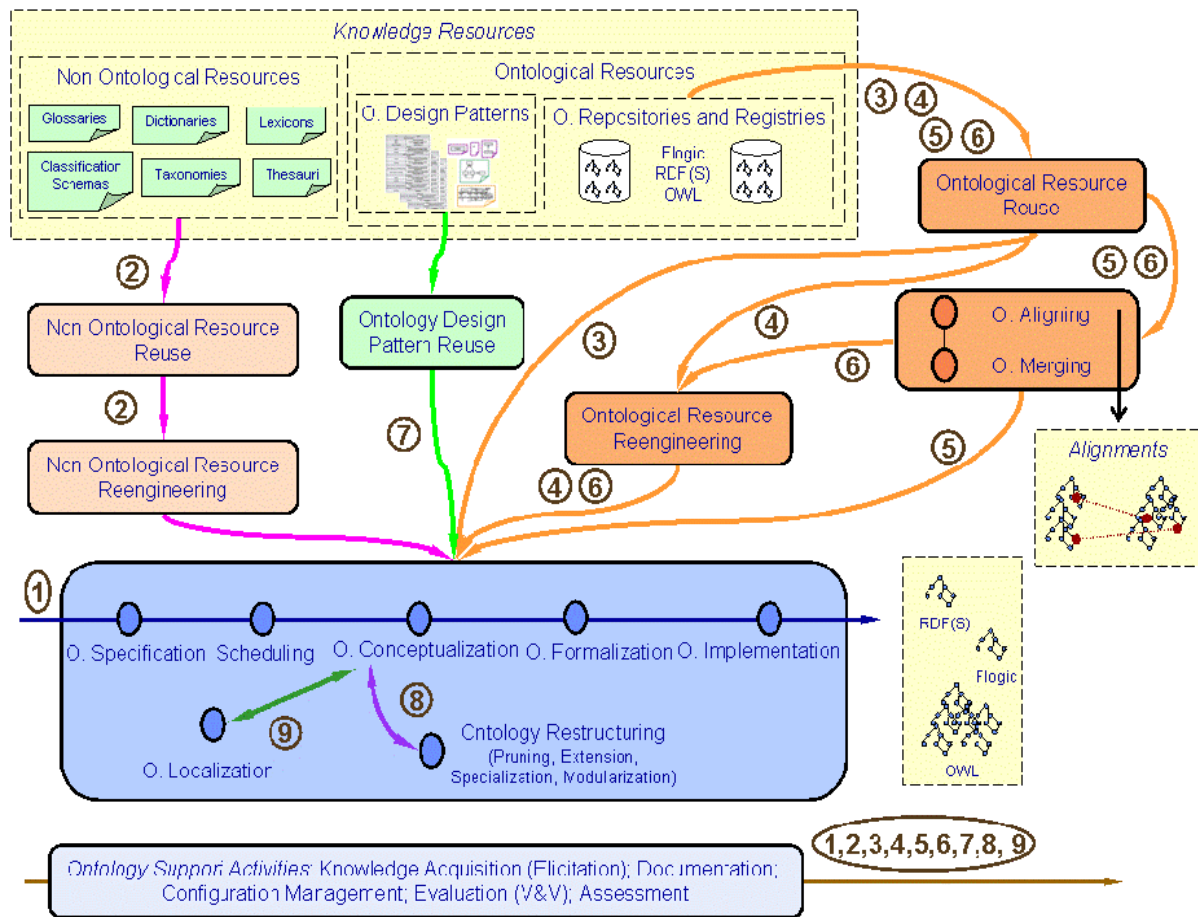 Knowledge Resources
Non Ontological Resources
Glossaries
Dictionaries
Lexicons
Classification
Schemas
Taxonomies
Thesauri
Ontological Resources
O. Design Patterns
O. Repositories and Registries
Flogic
RDF(S)
OWL
3 4
5 6
Ontological Resource
Reuse
5 6
2
Non Ontological Resource
Reuse
2
Non Ontological Resource
Reengineering
Ontology Design
Pattern Reuse
7
3
4
6
O. Aligning
O. Merging
Ontological Resource
Reengineering
4 6
5
Alignments
1
O. Specification
Scheduling
O. Conceptualization
O. Formalization
O. Implementation
9
8
O. Localization
Ontology Restructuring
(Pruning, Extension,
Specialization, Modularization)
RDF(S)
Flogic
OWL
1,2,3,4,5,6,7,8, 9
Ontology Support Activities: Knowledge Acquisition (Elicitation); Documentation;
Configuration Management; Evaluation (V&V); Assessment